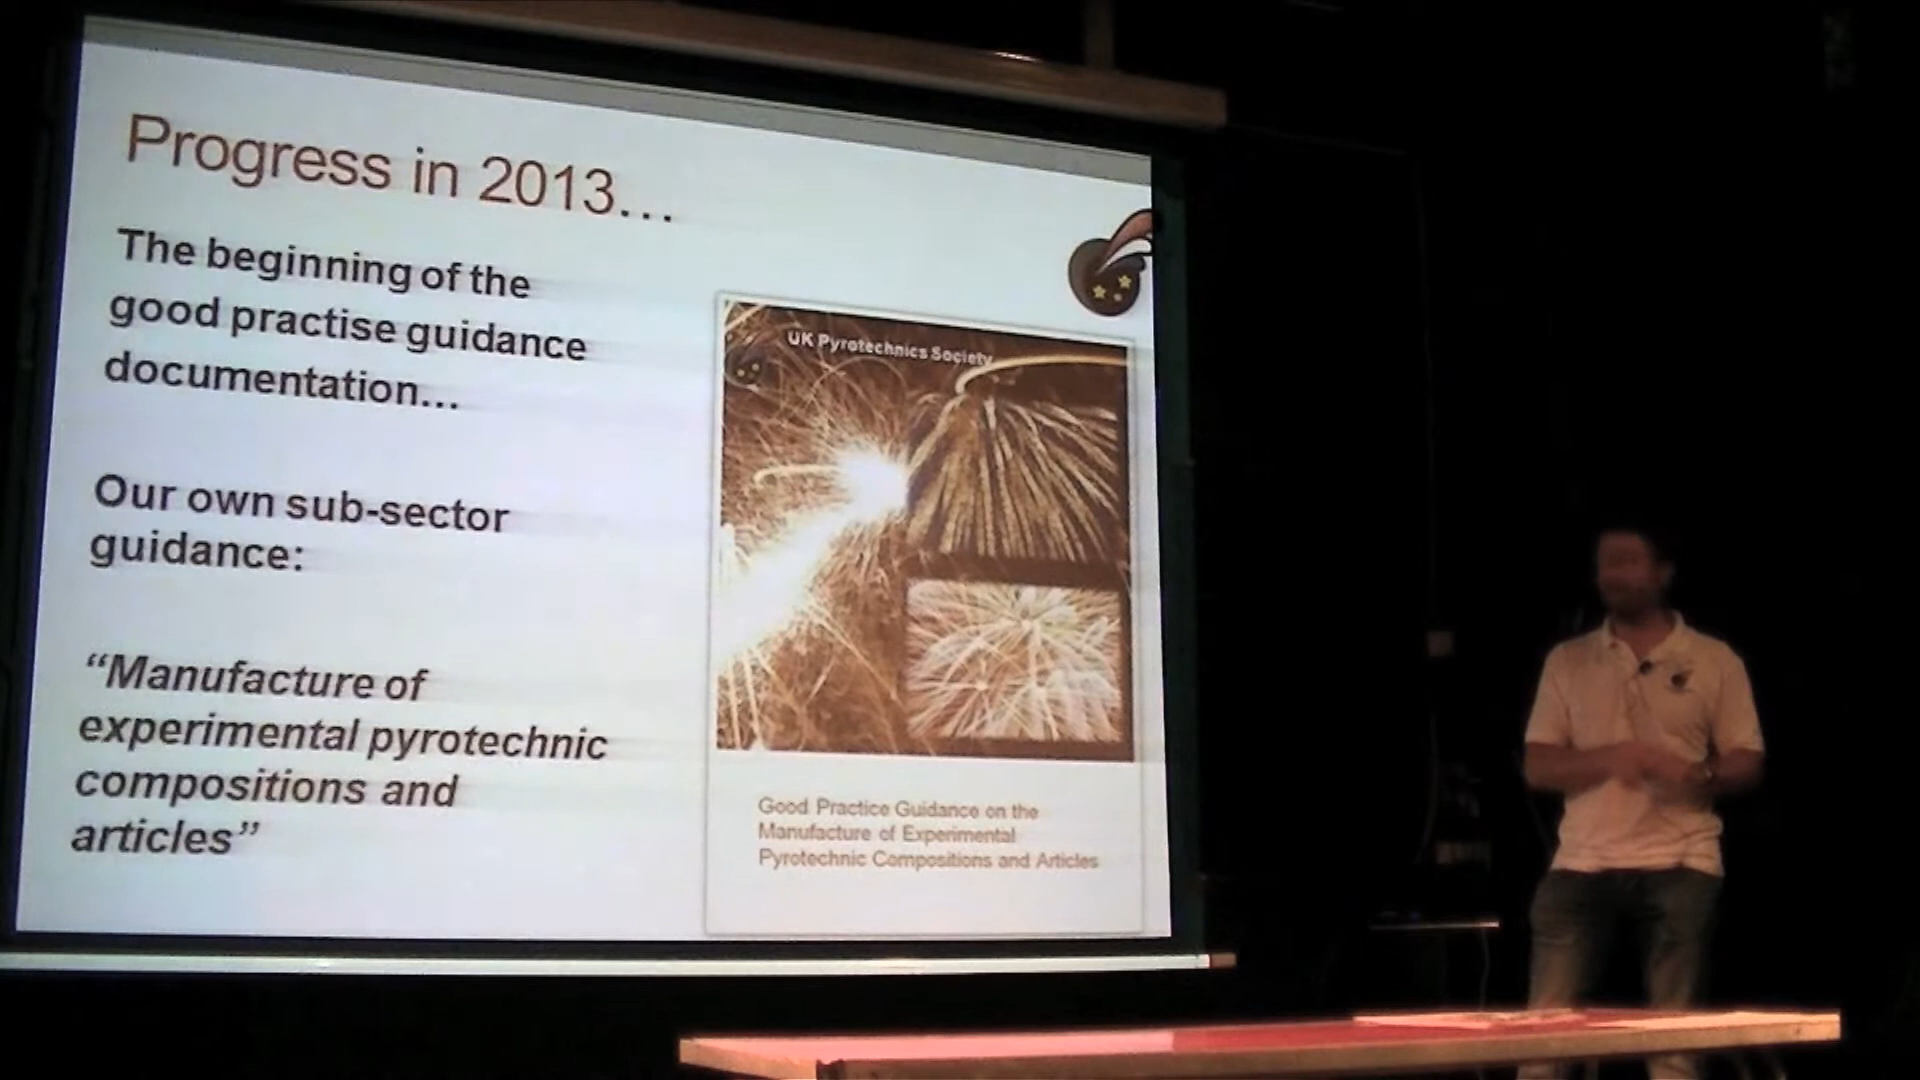 Progress in 2013...
The beginning of the
good practise guidance
documentation...
Our own sub-sector
guidance:
“Manufacture of
experimental pyrotechnic
compositions and
articles”
UK Pyrotechnics Society
Good Practice Guidance on the
Manufacture of Experimental
Pyrotechnic Compositions and Articles